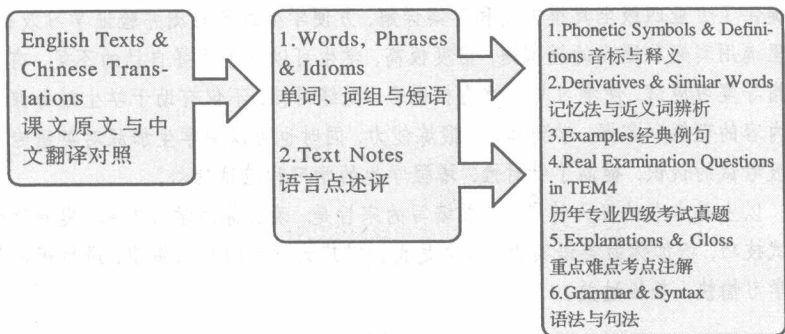 English Texts &
Chinese Trans-
lations
课文原文与中
文翻译对照
1.Words, Phrases
& Idioms
单词、词组与短语
2.Text Notes
语言点述评
1.Phonetic Symbols & Defini-
tions 音标与释义
2.Derivatives & Similar Words
记忆法与近义词辨析
3.Examples经典例句
4.Real Examination Questions
in TEM4
历年专业四级考试真题
5.Explanations & Gloss
重点难点考点注解
6.Grammar & Syntax
语法与句法